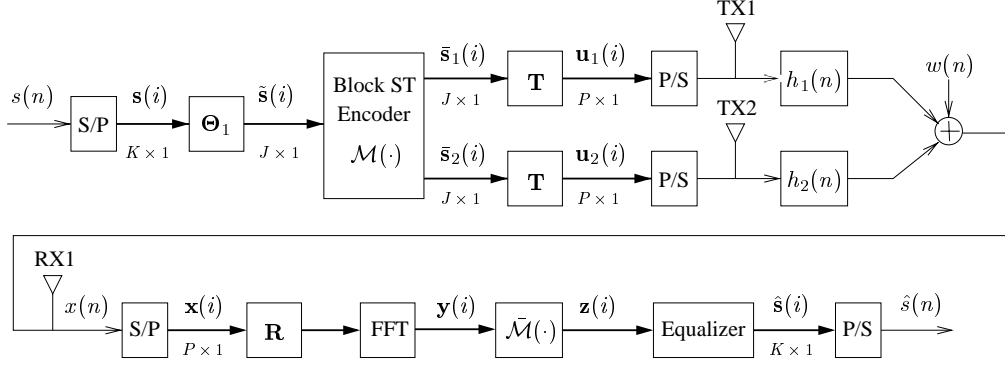 TX1
s(n) S/P s(i) K × 1 Θ₁ s̃(i) J × 1
Block ST
Encoder
ℳ(·)
s̄₁(i) J × 1 T u₁(i) P × 1 P/S h₁(n)
w(n)
TX2
s̄₂(i) J × 1 T u₂(i) P × 1 P/S h₂(n)
RX1
x(n) S/P x(i) P × 1 R FFT y(i) ℳ̄(·) z(i) Equalizer ŝ(i) K × 1 P/S ŝ(n)